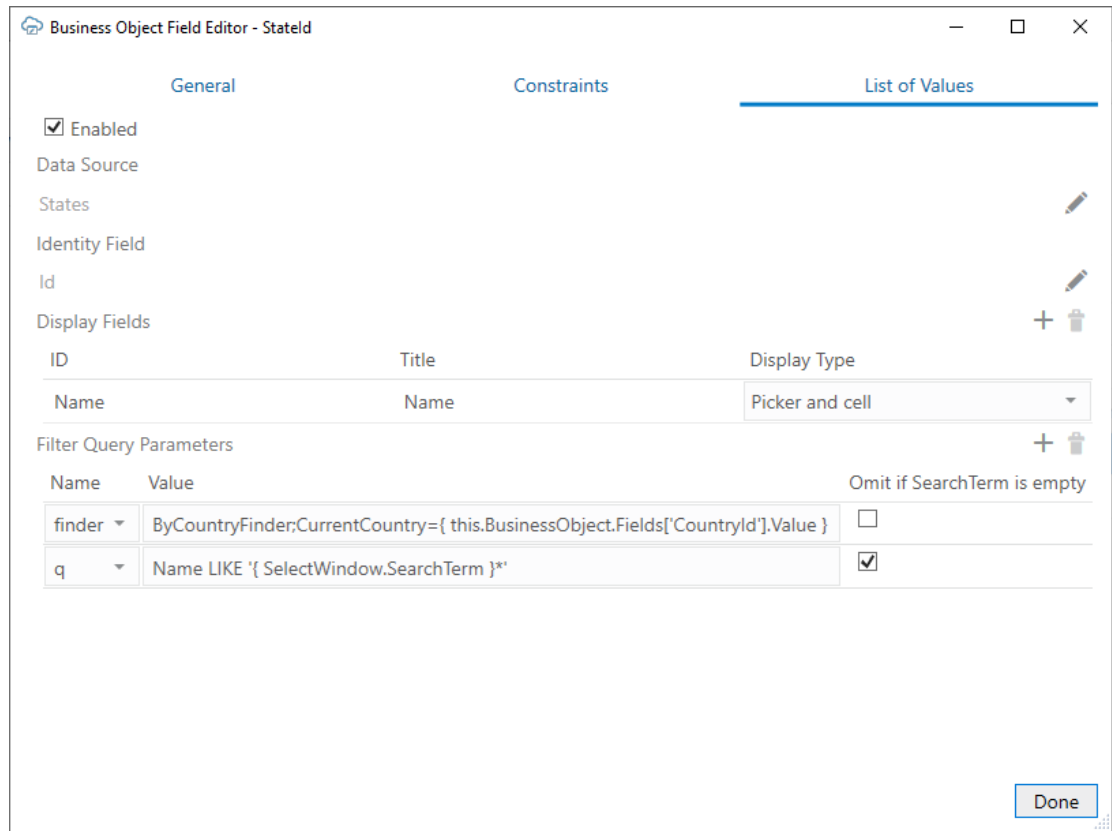 Business Object Field Editor - StateId
General Constraints List of Values
Enabled
Data Source
States
Identity Field
Id
Display Fields
ID Title Display Type
Name Name Picker and cell
Filter Query Parameters
Name Value Omit if SearchTerm is empty
finder ByCountryFinder;CurrentCountry={ this.BusinessObject.Fields['CountryId'].Value }
q Name LIKE '{ SelectWindow.SearchTerm }*'
Done